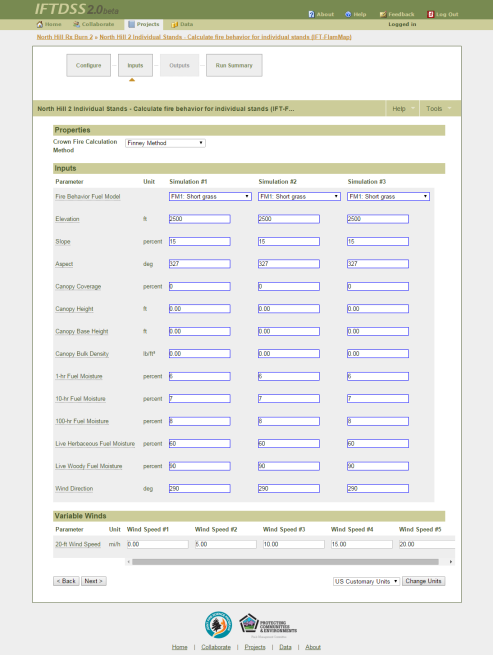 IFTDSS 2.0 beta
About Help Feedback Log Out
Home Collaborate Projects Data Logged in
North Hill Rx Burn 2 > North Hill 2 Individual Stands - Calculate fire behavior for individual stands (IFT-FlamMap)
Configure Inputs Outputs Run Summary
North Hill 2 Individual Stands - Calculate fire behavior for individual stands (IFT-F... Help Tools
Properties
Crown Fire Calculation Finney Method
Method
Inputs
Parameter Unit Simulation #1 Simulation #2 Simulation #3
Fire Behavior Fuel Model FM1: Short grass FM1: Short grass FM1: Short grass
Elevation ft 2500 2500 2500
Slope percent 15 15 15
Aspect deg 327 327 327
Canopy Coverage percent 0 0 0
Canopy Height ft 0.00 0.00 0.00
Canopy Base Height ft 0.00 0.00 0.00
Canopy Bulk Density lb/ft³ 0.00 0.00 0.00
1-hr Fuel Moisture percent 6 6 6
10-hr Fuel Moisture percent 7 7 7
100-hr Fuel Moisture percent 8 8 8
Live Herbaceous Fuel Moisture percent 60 60 60
Live Woody Fuel Moisture percent 90 90 90
Wind Direction deg 290 290 290
Variable Winds
Parameter Unit Wind Speed #1 Wind Speed #2 Wind Speed #3 Wind Speed #4 Wind Speed #5
20-ft Wind Speed mi/h 0.00 5.00 10.00 15.00 20.00
< Back Next > US Customary Units Change Units
PROTECTING
COMMUNITIES
& ENVIRONMENTS
Home | Collaborate | Projects | Data | About